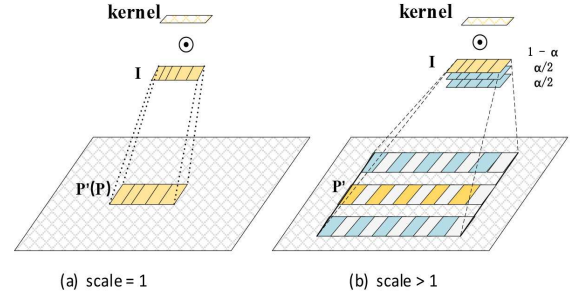 kernel
I
P'(P)
(a) scale = 1
kernel
1 − α
I
α/2
α/2
P'
(b) scale > 1